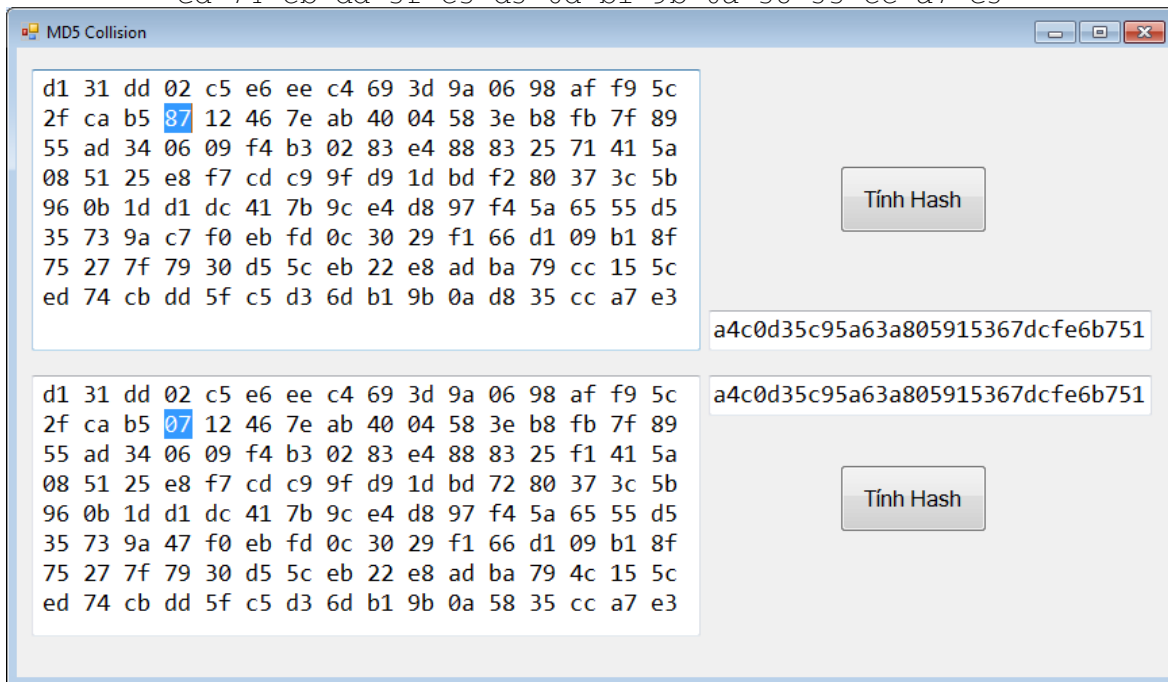 MD5 Collision
d1 31 dd 02 c5 e6 ee c4 69 3d 9a 06 98 af f9 5c
2f ca b5 87 12 46 7e ab 40 04 58 3e b8 fb 7f 89
55 ad 34 06 09 f4 b3 02 83 e4 88 83 25 71 41 5a
08 51 25 e8 f7 cd c9 9f d9 1d bd f2 80 37 3c 5b
96 0b 1d d1 dc 41 7b 9c e4 d8 97 f4 5a 65 55 d5
35 73 9a c7 f0 eb fd 0c 30 29 f1 66 d1 09 b1 8f
75 27 7f 79 30 d5 5c eb 22 e8 ad ba 79 cc 15 5c
ed 74 cb dd 5f c5 d3 6d b1 9b 0a d8 35 cc a7 e3
Tính Hash
a4c0d35c95a63a805915367dcfe6b751
d1 31 dd 02 c5 e6 ee c4 69 3d 9a 06 98 af f9 5c
2f ca b5 07 12 46 7e ab 40 04 58 3e b8 fb 7f 89
55 ad 34 06 09 f4 b3 02 83 e4 88 83 25 f1 41 5a
08 51 25 e8 f7 cd c9 9f d9 1d bd 72 80 37 3c 5b
96 0b 1d d1 dc 41 7b 9c e4 d8 97 f4 5a 65 55 d5
35 73 9a 47 f0 eb fd 0c 30 29 f1 66 d1 09 b1 8f
75 27 7f 79 30 d5 5c eb 22 e8 ad ba 79 4c 15 5c
ed 74 cb dd 5f c5 d3 6d b1 9b 0a 58 35 cc a7 e3
a4c0d35c95a63a805915367dcfe6b751
Tính Hash